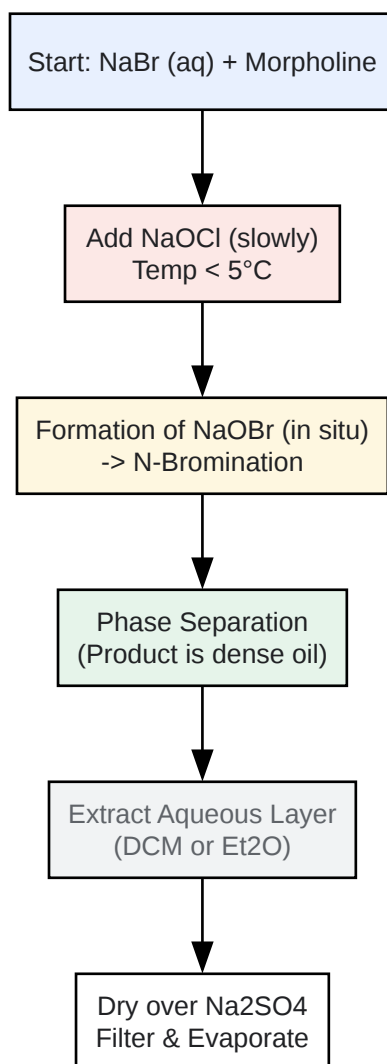 Start: NaBr (aq) + Morpholine
Add NaOCl (slowly)
Temp < 5°C
Formation of NaOBr (in situ)
-> N-Bromination
Phase Separation
(Product is dense oil)
Extract Aqueous Layer
(DCM or Et2O)
Dry over Na2SO4
Filter & Evaporate